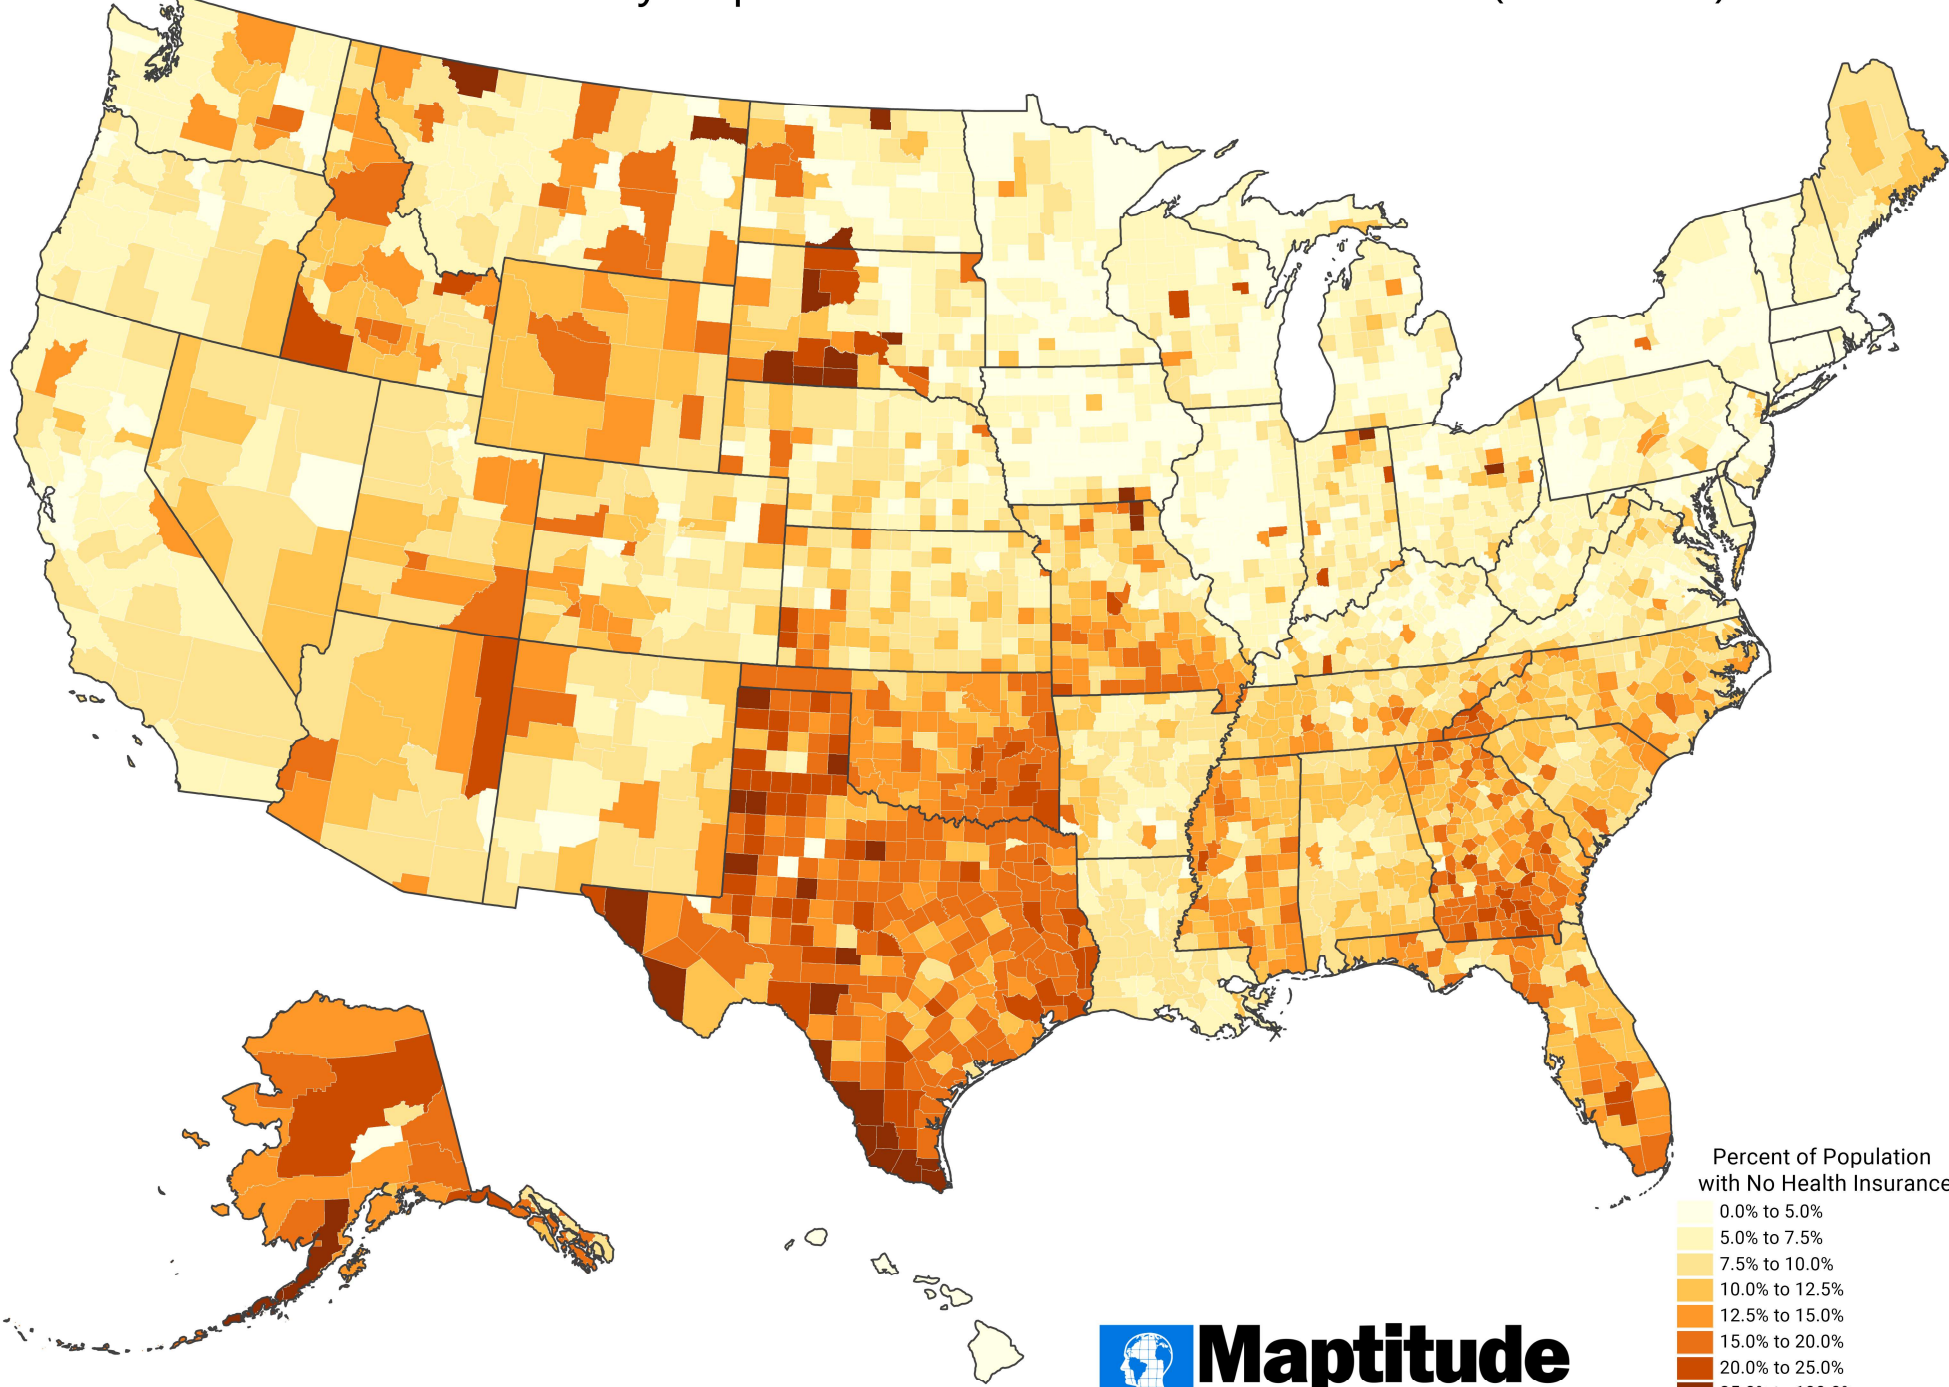 Percent of Population
with No Health Insurance
0.0% to 5.0%
5.0% to 7.5%
7.5% to 10.0%
10.0% to 12.5%
12.5% to 15.0%
15.0% to 20.0%
20.0% to 25.0%
Maptitude